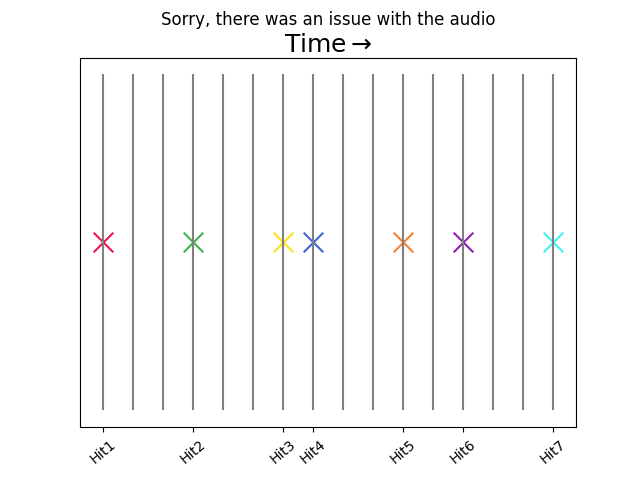 Sorry, there was an issue with the audio
Time→
Hit1 Hit2 Hit3 Hit4 Hit5 Hit6 Hit7